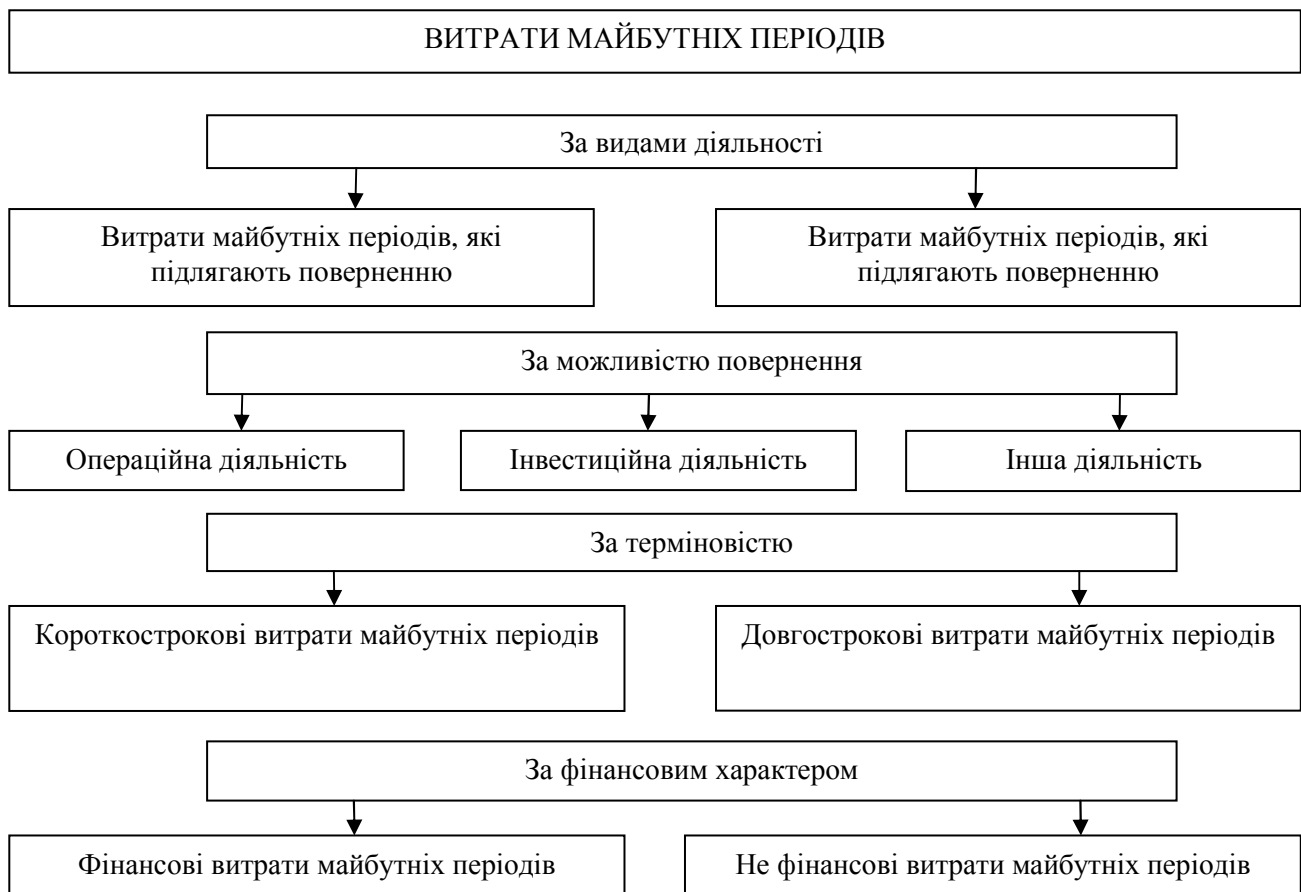 ВИТРАТИ МАЙБУТНІХ ПЕРІОДІВ
За видами діяльності
Витрати майбутніх періодів, які
підлягають поверненню
Витрати майбутніх періодів, які
підлягають поверненню
За можливістю повернення
Операційна діяльність
Інвестиційна діяльність
Інша діяльність
За терміновістю
Короткострокові витрати майбутніх періодів
Довгострокові витрати майбутніх періодів
За фінансовим характером
Фінансові витрати майбутніх періодів
Не фінансові витрати майбутніх періодів